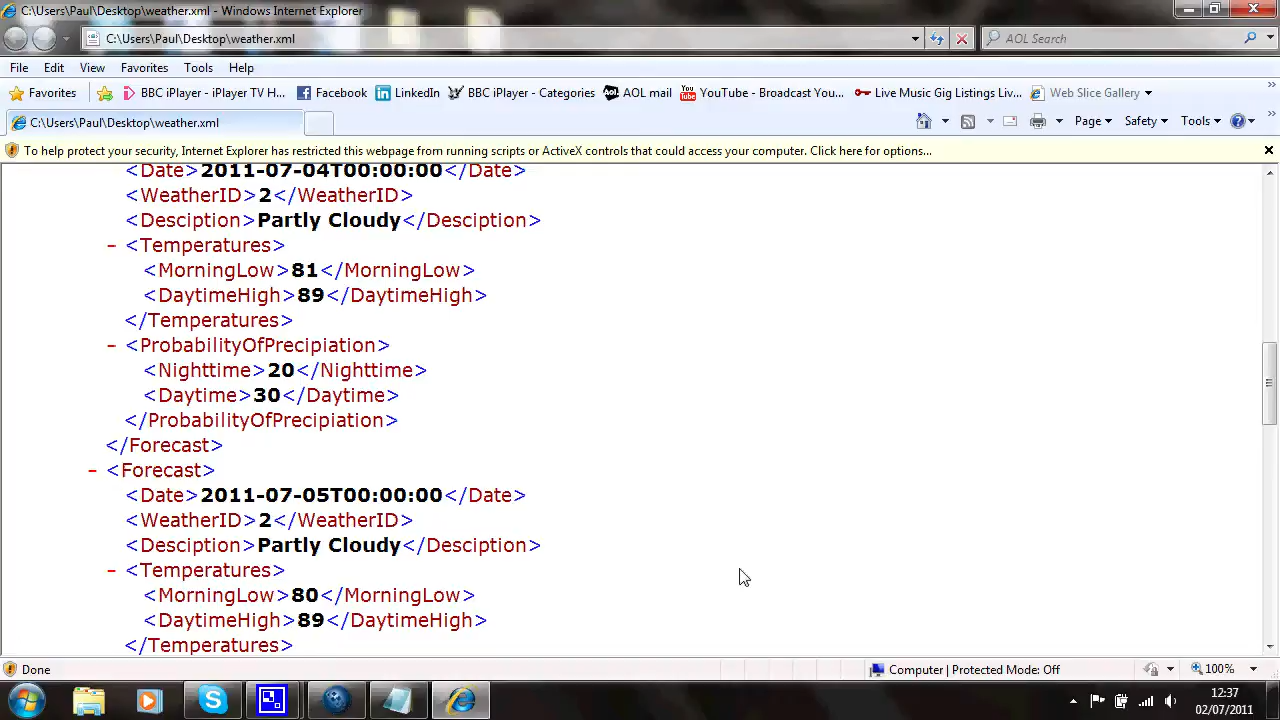 C:\Users\Paul\Desktop\weather.xml - Windows Internet Explorer
C:\Users\Paul\Desktop\weather.xml
AOL Search
File Edit View Favorites Tools Help
Favorites BBC iPlayer - iPlayer TV H... Facebook LinkedIn BBC iPlayer - Categories AOL mail YouTube - Broadcast You... Live Music Gig Listings Livi... Web Slice Gallery
C:\Users\Paul\Desktop\weather.xml
Page Safety Tools
To help protect your security, Internet Explorer has restricted this webpage from running scripts or ActiveX controls that could access your computer. Click here for options...
<Date>2011-07-04T00:00:00</Date>
<WeatherID>2</WeatherID>
<Desciption>Partly Cloudy</Desciption>
- <Temperatures>
<MorningLow>81</MorningLow>
<DaytimeHigh>89</DaytimeHigh>
</Temperatures>
- <ProbabilityOfPrecipiation>
<Nighttime>20</Nighttime>
<Daytime>30</Daytime>
</ProbabilityOfPrecipiation>
</Forecast>
- <Forecast>
<Date>2011-07-05T00:00:00</Date>
<WeatherID>2</WeatherID>
<Desciption>Partly Cloudy</Desciption>
- <Temperatures>
<MorningLow>80</MorningLow>
<DaytimeHigh>89</DaytimeHigh>
</Temperatures>
Done
Computer | Protected Mode: Off
100%
12:37
02/07/2011